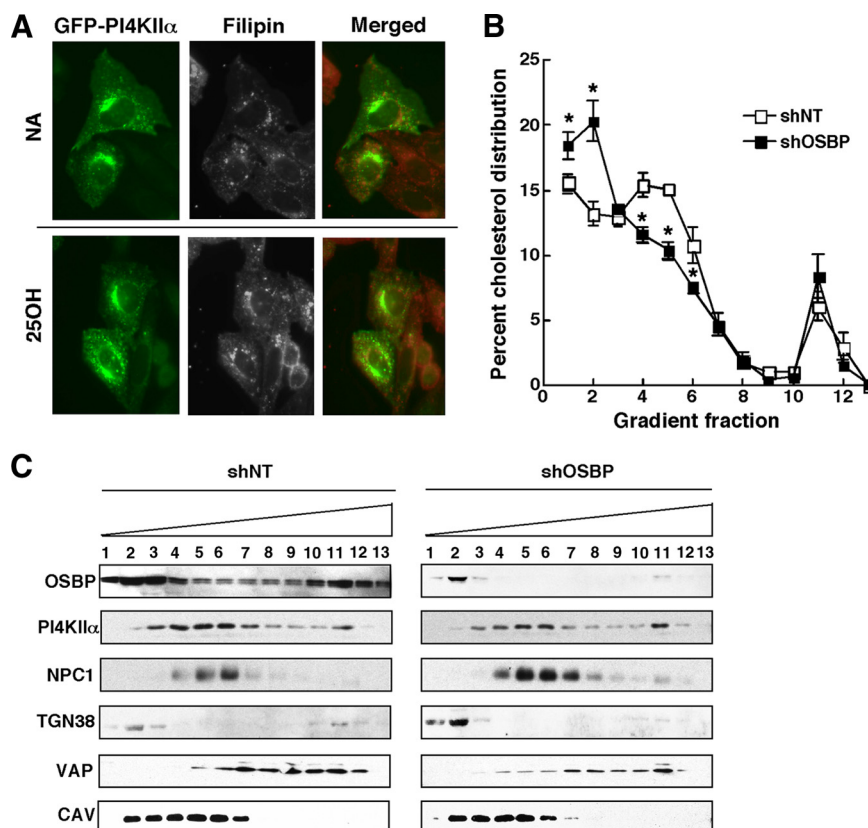 A
GFP-PI4KIIα
Filipin
Merged
NA
25OH
B
25
20
15
10
5
0
Percent cholesterol distribution
* * * * *
shNT
shOSBP
0 2 4 6 8 10 12
Gradient fraction
C
shNT
shOSBP
1 2 3 4 5 6 7 8 9 10 11 12 13
1 2 3 4 5 6 7 8 9 10 11 12 13
OSBP
PI4KIIα
NPC1
TGN38
VAP
CAV